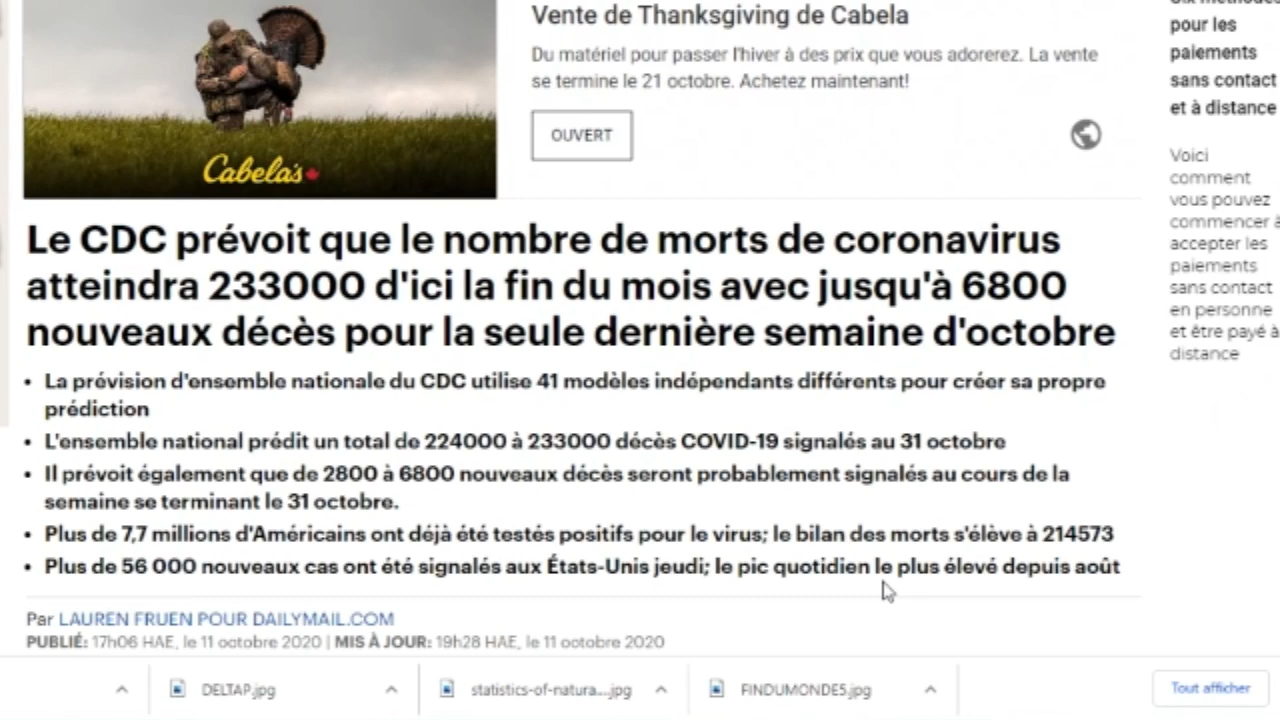 Vente de Thanksgiving de Cabela
Du matériel pour passer l'hiver à des prix que vous adorerez. La vente
se termine le 21 octobre. Achetez maintenant!
OUVERT
Cabela's
Le CDC prévoit que le nombre de morts de coronavirus
atteindra 233000 d'ici la fin du mois avec jusqu'à 6800
nouveaux décès pour la seule dernière semaine d'octobre
• La prévision d'ensemble nationale du CDC utilise 41 modèles indépendants différents pour créer sa propre
prédiction
• L'ensemble national prédit un total de 224000 à 233000 décès COVID-19 signalés au 31 octobre
• Il prévoit également que de 2800 à 6800 nouveaux décès seront probablement signalés au cours de la
semaine se terminant le 31 octobre.
• Plus de 7,7 millions d'Américains ont déjà été testés positifs pour le virus; le bilan des morts s'élève à 214573
• Plus de 56 000 nouveaux cas ont été signalés aux États-Unis jeudi; le pic quotidien le plus élevé depuis août
Par LAUREN FRUEN POUR DAILYMAIL.COM
PUBLIÉ: 17h06 HAE, le 11 octobre 2020 | MIS À JOUR: 19h28 HAE, le 11 octobre 2020
pour les
paiements
sans contact
et à distance
Voici
comment
vous pouvez
commencer à
accepter les
paiements
sans contact
en personne
et être payé à
distance
DELTAP.jpg
statistics-of-natura....jpg
FINDUMONDE5.jpg
Tout afficher